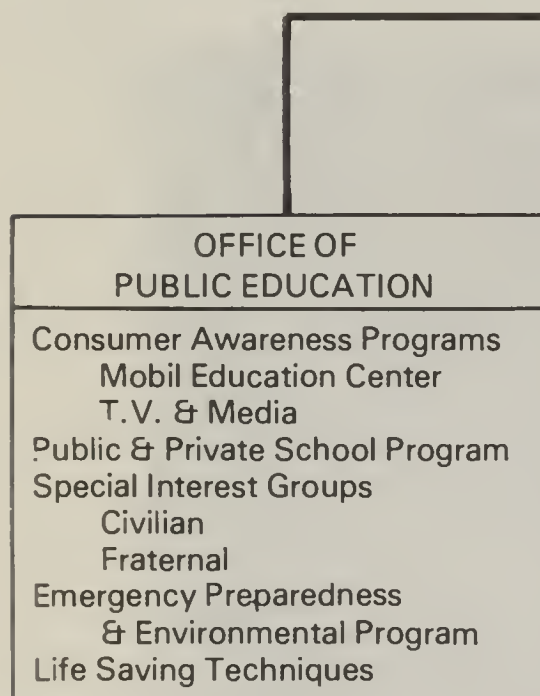 OFFICE OF
PUBLIC EDUCATION
Consumer Awareness Programs
Mobil Education Center
T.V. & Media
Public & Private School Program
Special Interest Groups
Civilian
Fraternal
Emergency Preparedness
& Environmental Program
Life Saving Techniques